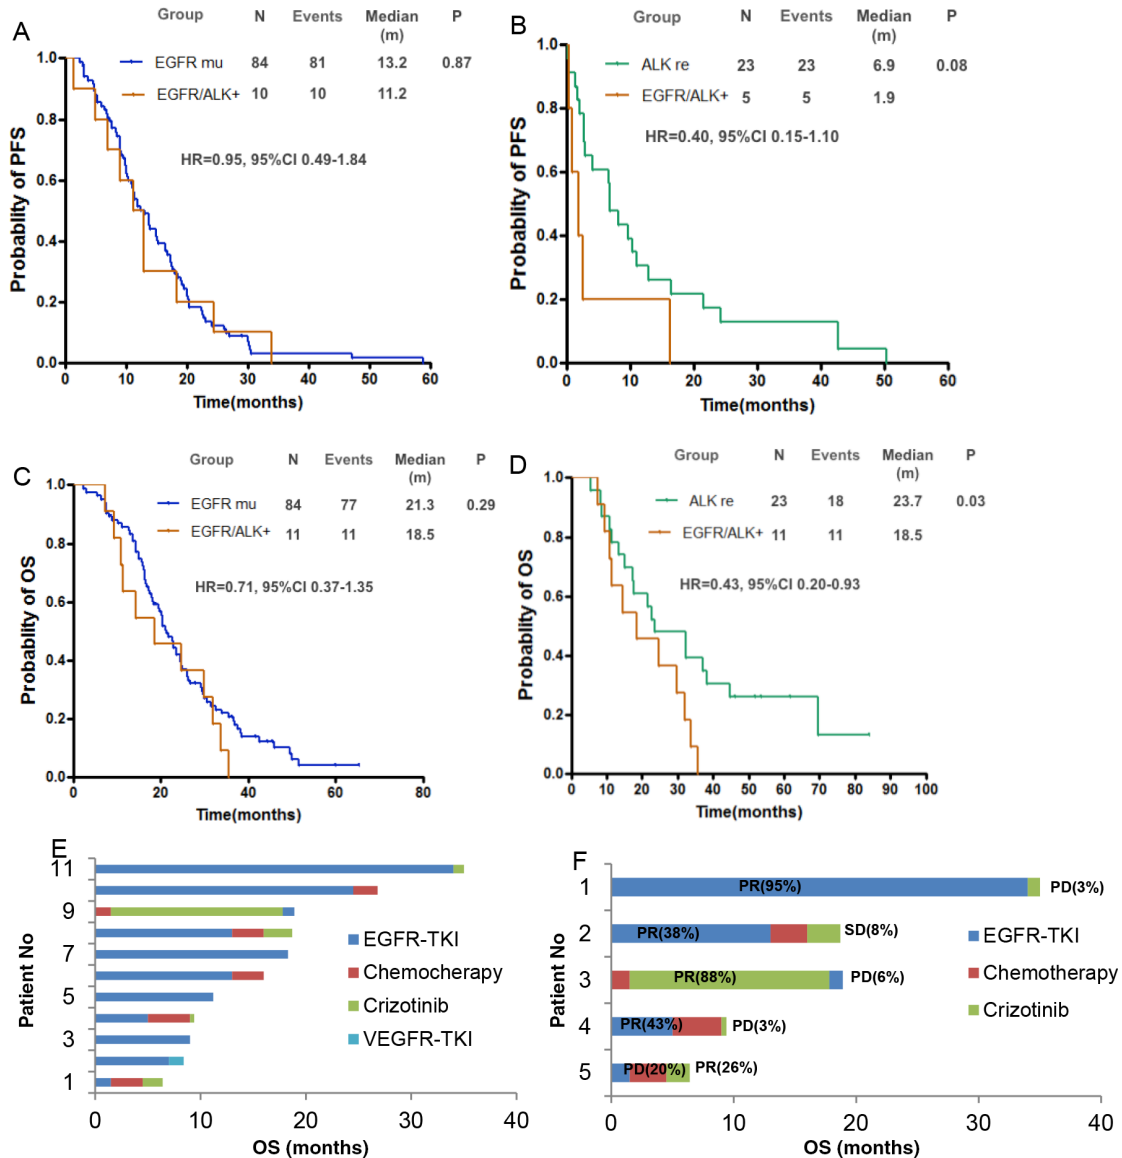 A
Group N Events Median P
(m)
EGFR mu 84 81 13.2 0.87
EGFR/ALK+ 10 10 11.2
HR=0.95, 95%CI 0.49-1.84
Probablity of PFS
1.0
0.8
0.6
0.4
0.2
0.0
0 10 20 30 40 50 60
Time(months)
B
Group N Events Median P
(m)
ALK re 23 23 6.9 0.08
EGFR/ALK+ 5 5 1.9
HR=0.40, 95%CI 0.15-1.10
Probablity of PFS
1.0
0.8
0.6
0.4
0.2
0.0
0 10 20 30 40 50 60
Time(months)
C
Group N Events Median P
(m)
EGFR mu 84 77 21.3 0.29
EGFR/ALK+ 11 11 18.5
HR=0.71, 95%CI 0.37-1.35
Probablity of OS
1.0
0.8
0.6
0.4
0.2
0.0
0 20 40 60 80
Time(months)
D
Group N Events Median P
(m)
ALK re 23 18 23.7 0.03
EGFR/ALK+ 11 11 18.5
HR=0.43, 95%CI 0.20-0.93
Probablity of OS
1.0
0.8
0.6
0.4
0.2
0.0
0 10 20 30 40 50 60 70 80 90 100
Time(months)
E
Patient No
11
9
7
5
3
1
EGFR-TKI
Chemocherapy
Crizotinib
VEGFR-TKI
0 10 20 30 40
OS (months)
F
Patient No
1 PR(95%) PD(3%)
2 PR(38%) SD(8%)
3 PR(88%) PD(6%)
4 PR(43%) PD(3%)
5 PD(20%) PR(26%)
EGFR-TKI
Chemotherapy
Crizotinib
0 10 20 30 40
OS (months)